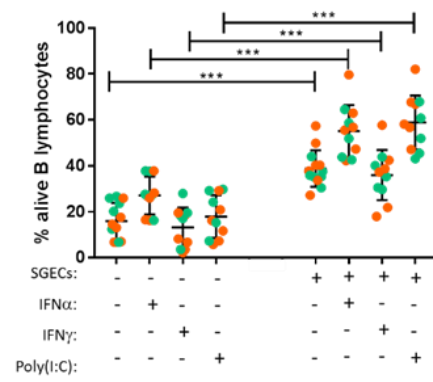 ***
***
***
***
100
80
60
40
20
0
% alive B lymphocytes
SGECs: - - - - + + + +
IFNα: - + - - - + - -
IFNγ: - - + - - - + -
Poly(I:C): - - - + - - - +